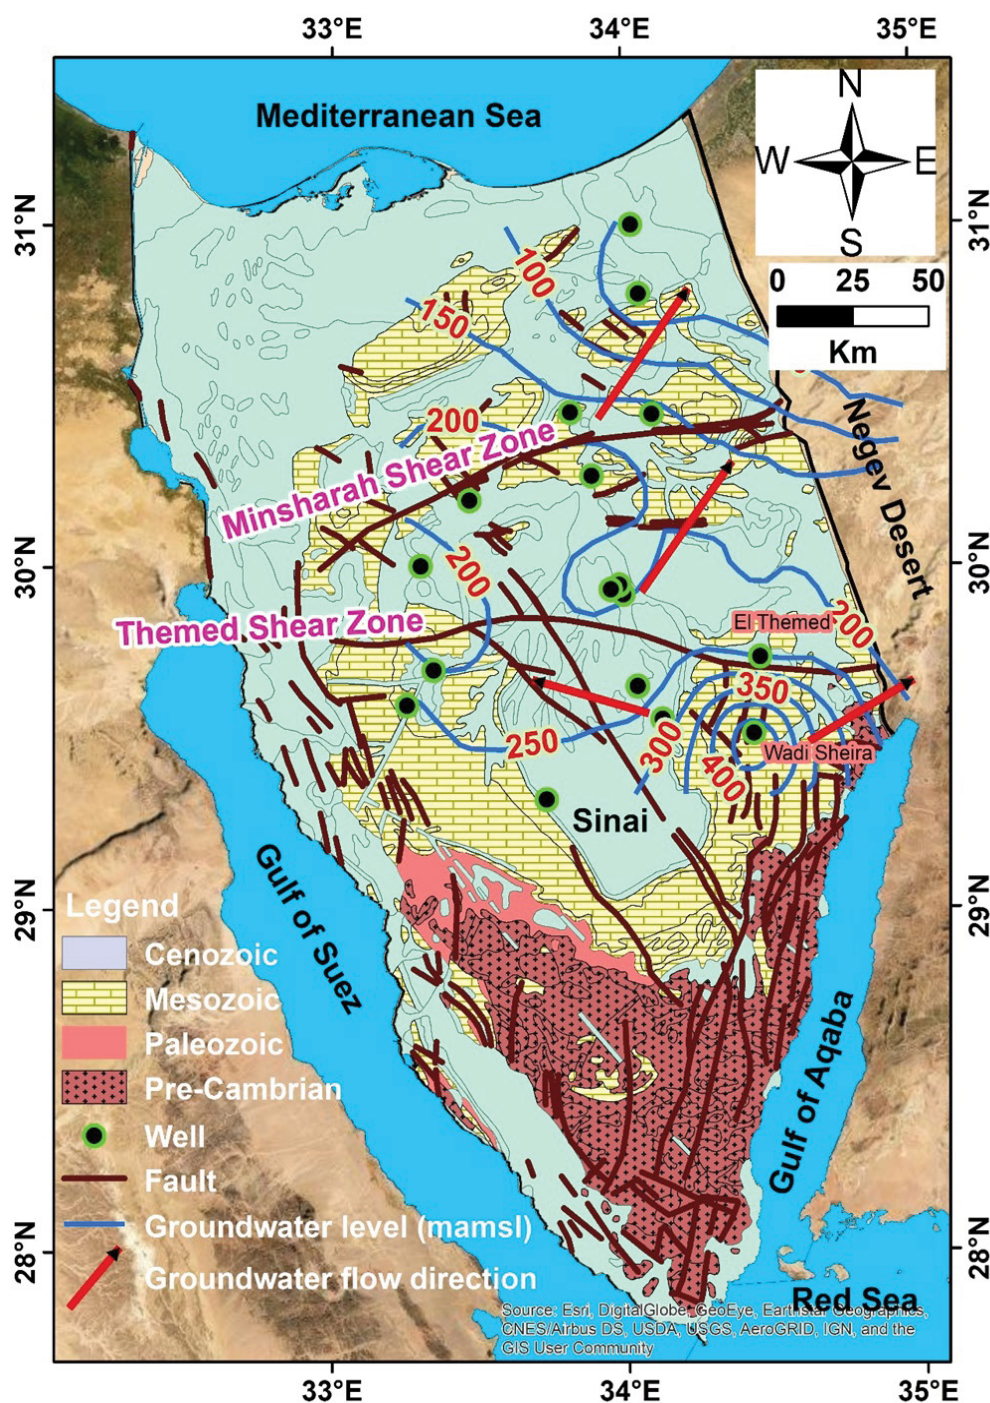 33°E 34°E 35°E
Mediterranean Sea
N
W E
S
31°N 31°N
0 25 50
Km
100
150
200
Minsharah Shear Zone
Negev Desert
30°N 30°N
200
Themed Shear Zone
El Themed
200
350
250
300
400
Wadi Sheira
Sinai
Gulf of Suez
29°N 29°N
Legend
Cenozoic
Mesozoic
Paleozoic
Pre-Cambrian
Well
Fault
Groundwater level (mamsl)
Groundwater flow direction
Gulf of Aqaba
28°N 28°N
Red Sea
Source: Esri, DigitalGlobe, GeoEye, Earthstar Geographics,
CNES/Airbus DS, USDA, USGS, AeroGRID, IGN, and the
GIS User Community
33°E 34°E 35°E